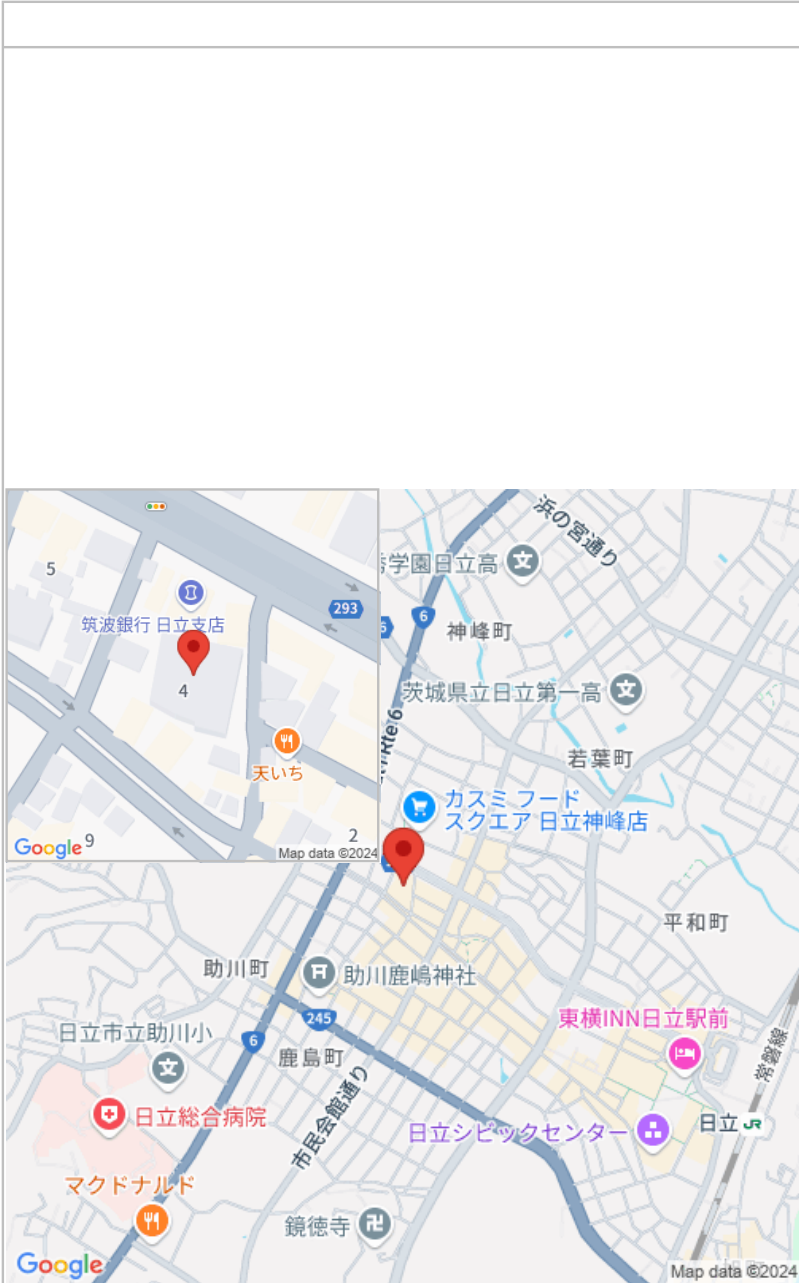 5
293
筑波銀行 日立支店
4
天いち
9
2
Google
Map data ©2024
浜の宮通り
学園日立高
6
神峰町
茨城県立日立第一高
Rte 6
若葉町
カスミ フード
スクエア 日立神峰店
平和町
助川町
助川鹿嶋神社
245
東横INN日立駅前
日立市立助川小
6
鹿島町
常磐線
市民会館通り
日立総合病院
日立シビックセンター
日立
JR
マクドナルド
鏡徳寺
Google
Map data ©2024